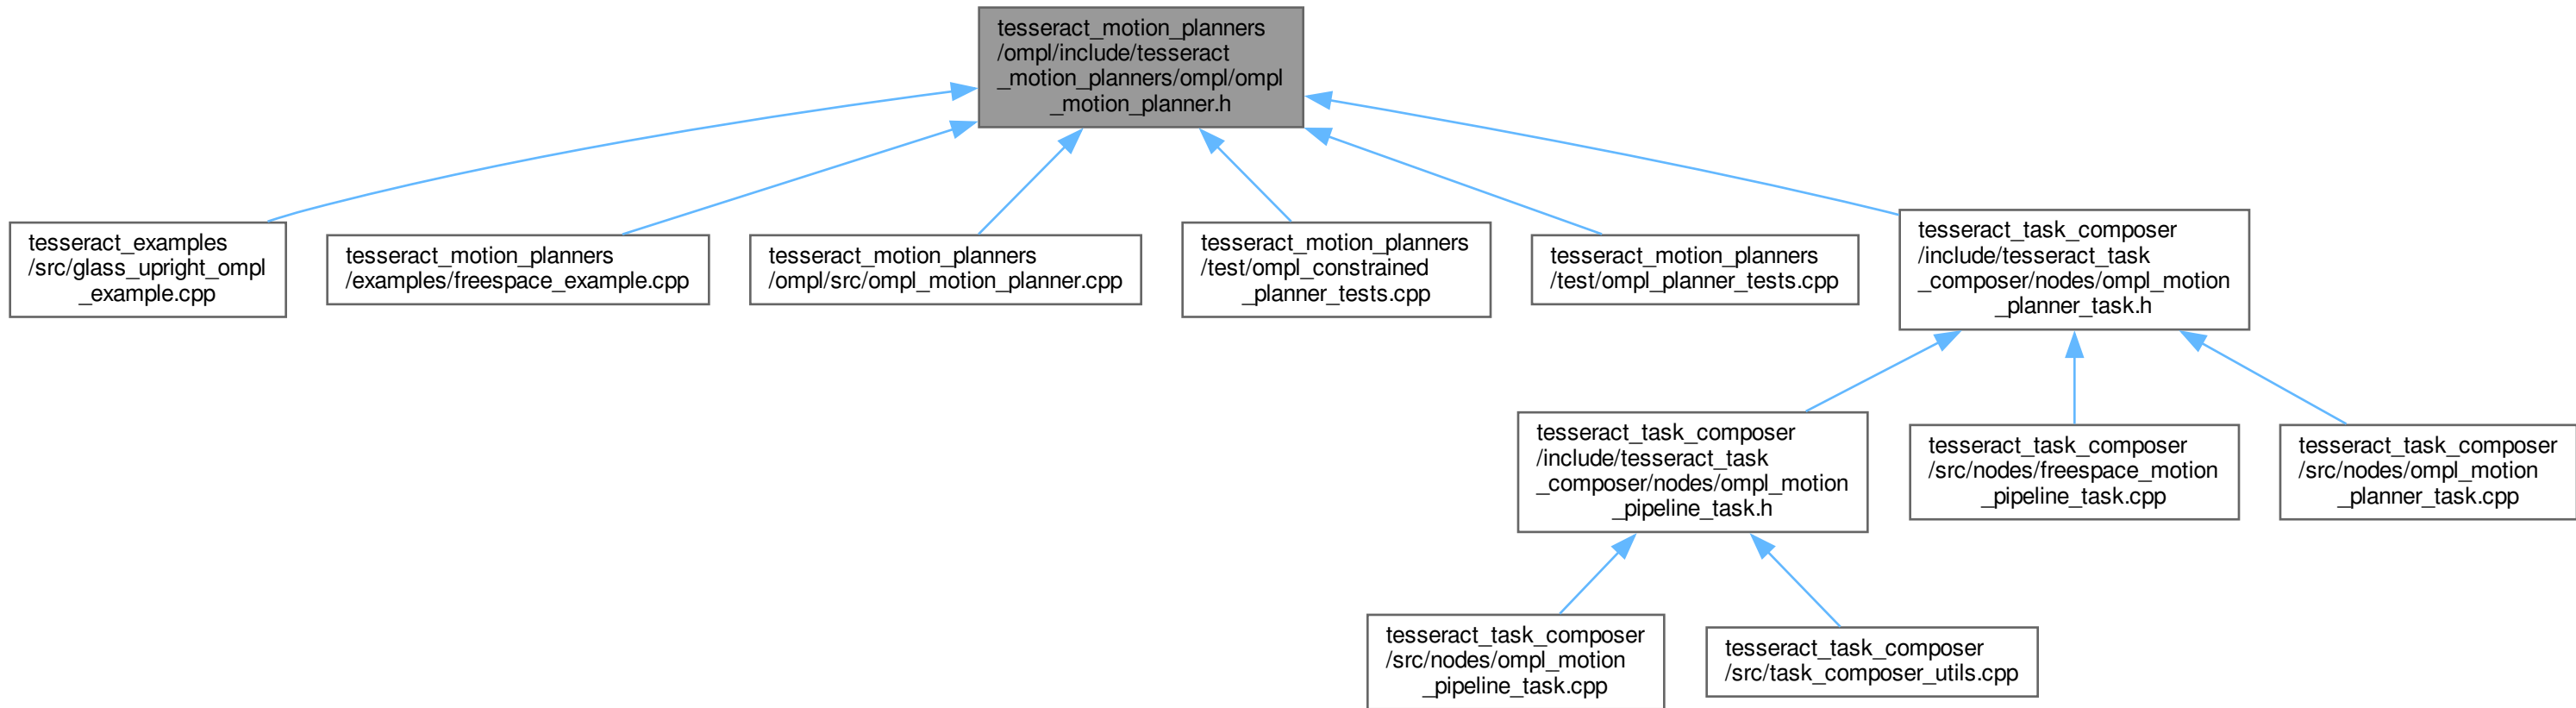 tesseract_motion_planners
/ompl/include/tesseract
_motion_planners/ompl/ompl
_motion_planner.h
tesseract_examples
/src/glass_upright_ompl
_example.cpp
tesseract_motion_planners
/examples/freespace_example.cpp
tesseract_motion_planners
/ompl/src/ompl_motion_planner.cpp
tesseract_motion_planners
/test/ompl_constrained
_planner_tests.cpp
tesseract_motion_planners
/test/ompl_planner_tests.cpp
tesseract_task_composer
/include/tesseract_task
_composer/nodes/ompl_motion
_planner_task.h
tesseract_task_composer
/include/tesseract_task
_composer/nodes/ompl_motion
_pipeline_task.h
tesseract_task_composer
/src/nodes/freespace_motion
_pipeline_task.cpp
tesseract_task_composer
/src/nodes/ompl_motion
_planner_task.cpp
tesseract_task_composer
/src/nodes/ompl_motion
_pipeline_task.cpp
tesseract_task_composer
/src/task_composer_utils.cpp